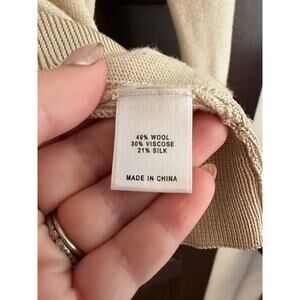 49% WOOL
30% VISCOSE
21% SILK
MADE IN CHINA